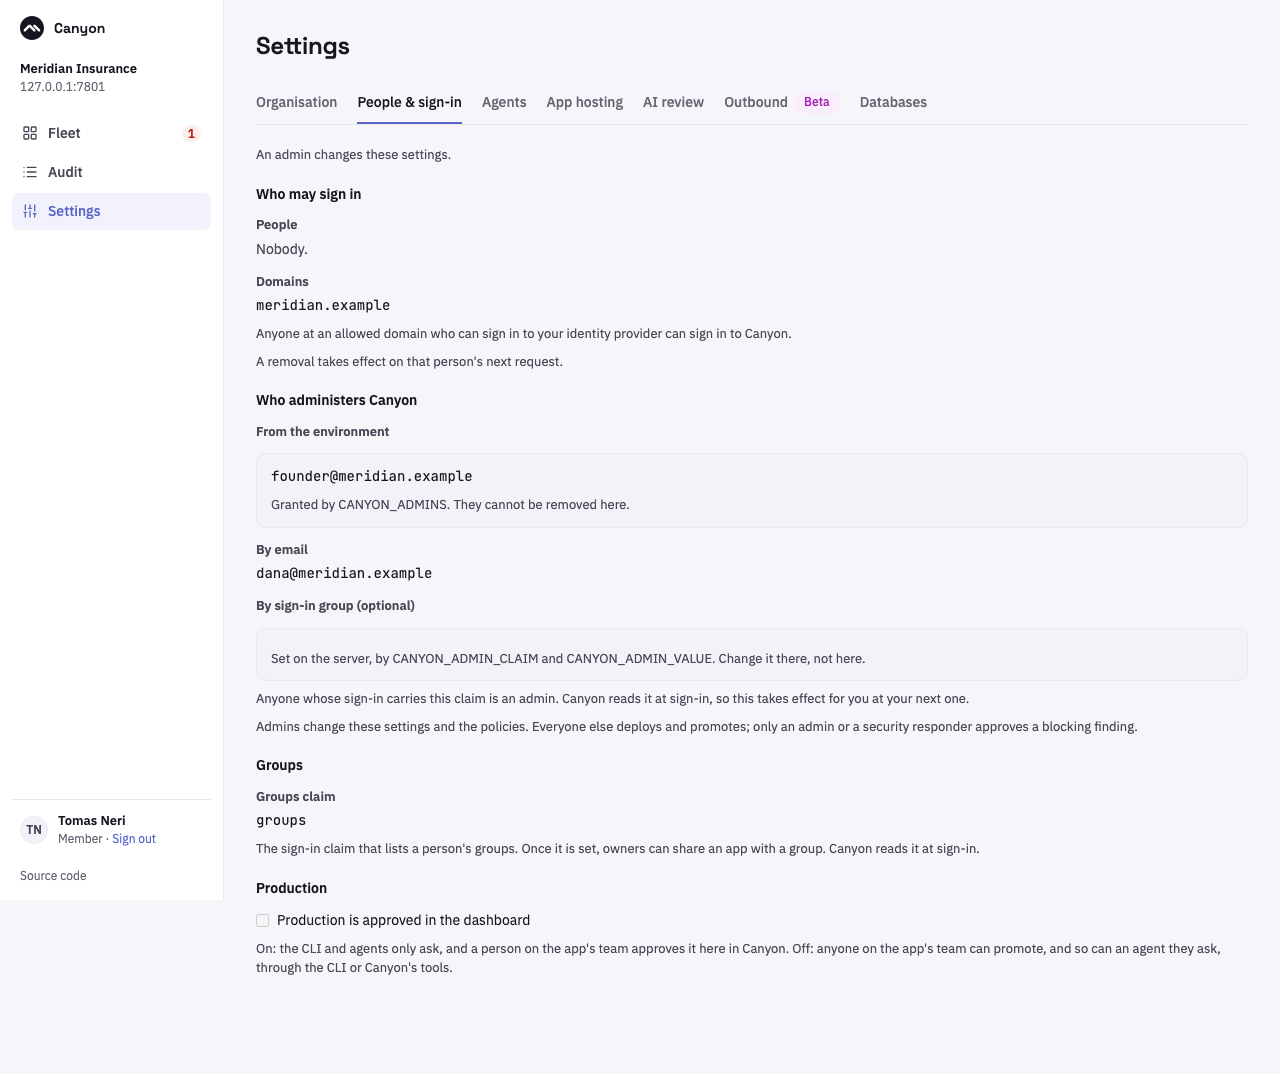 Canyon
Meridian Insurance
127.0.0.1:7801
Fleet
1
Audit
Settings
Tomas Neri
TN
Member · Sign out
Source code
Settings
Organisation
People & sign-in
Agents
App hosting
AI review
Outbound
Beta
Databases
An admin changes these settings.
Who may sign in
People
Nobody.
Domains
meridian.example
Anyone at an allowed domain who can sign in to your identity provider can sign in to Canyon.
A removal takes effect on that person's next request.
Who administers Canyon
From the environment
founder@meridian.example
Granted by CANYON_ADMINS. They cannot be removed here.
By email
dana@meridian.example
By sign-in group (optional)
Set on the server, by CANYON_ADMIN_CLAIM and CANYON_ADMIN_VALUE. Change it there, not here.
Anyone whose sign-in carries this claim is an admin. Canyon reads it at sign-in, so this takes effect for you at your next one.
Admins change these settings and the policies. Everyone else deploys and promotes; only an admin or a security responder approves a blocking finding.
Groups
Groups claim
groups
The sign-in claim that lists a person's groups. Once it is set, owners can share an app with a group. Canyon reads it at sign-in.
Production
Production is approved in the dashboard
On: the CLI and agents only ask, and a person on the app's team approves it here in Canyon. Off: anyone on the app's team can promote, and so can an agent they ask,
through the CLI or Canyon's tools.